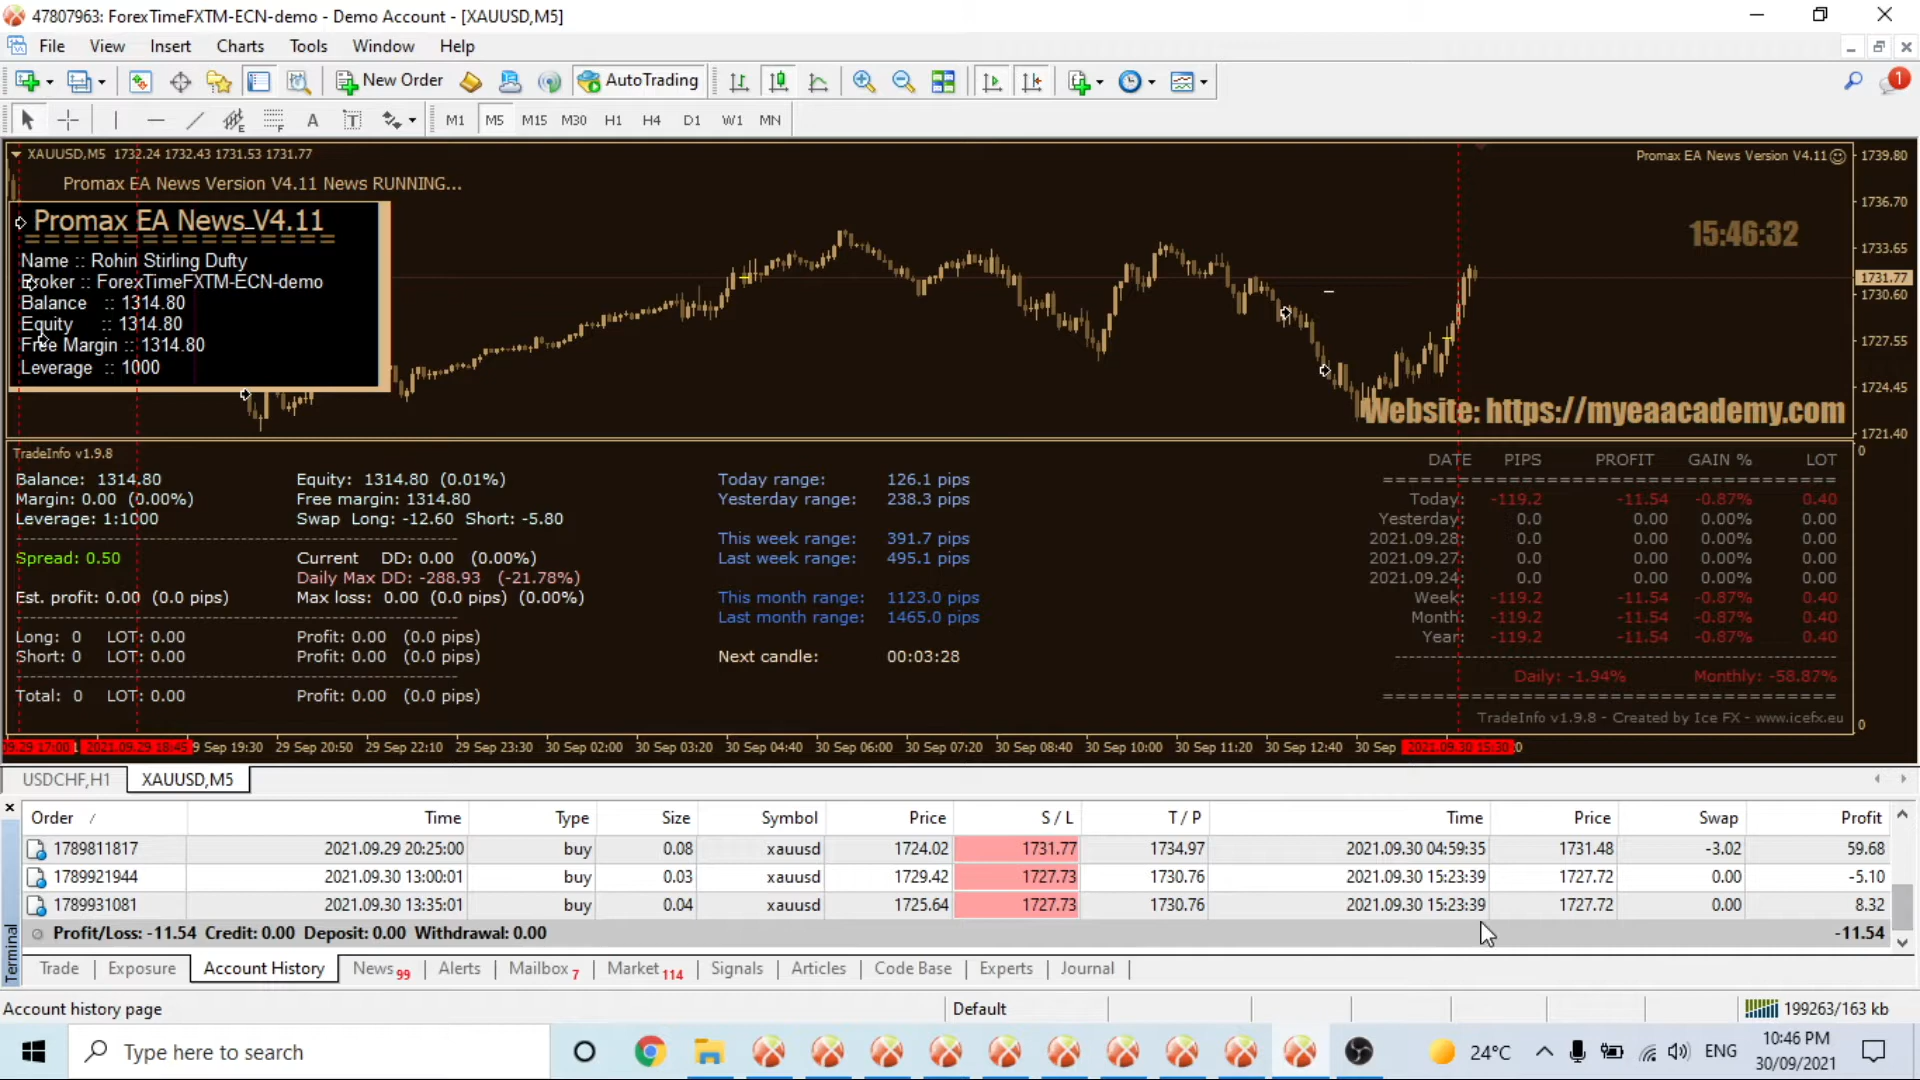 47807963: ForexTimeFXTM-ECN-demo - Demo Account - [XAUUSD,M5]
File View Insert Charts Tools Window Help
New Order AutoTrading 1
A T M1 M5 M15 M30 H1 H4 D1 W1 MN
XAUUSD,M5 1732.24 1732.43 1731.53 1731.77
Promax EA News Version V4.11
1739.80
Promax EA News Version V4.11 News RUNNING...
1736.70
Promax EA News_V4.11
===============
15:46:32
1733.65
Name :: Rohin Stirling Dufty
Broker :: ForexTimeFXTM-ECN-demo
1731.77
Balance :: 1314.80
1730.60
Equity :: 1314.80
Free Margin :: 1314.80
1727.55
Leverage :: 1000
1724.45
Website: https://myeaacademy.com
1721.40
TradeInfo v1.9.8
0
DATE PIPS PROFIT GAIN % LOT
Balance: 1314.80 Equity: 1314.80 (0.01%) Today range: 126.1 pips
Margin: 0.00 (0.00%) Free margin: 1314.80 Yesterday range: 238.3 pips Today: -119.2 -11.54 -0.87% 0.40
Leverage: 1:1000 Swap Long: -12.60 Short: -5.80 Yesterday: 0.0 0.00 0.00% 0.00
This week range: 391.7 pips 2021.09.28: 0.0 0.00 0.00% 0.00
Spread: 0.50 Current DD: 0.00 (0.00%) Last week range: 495.1 pips 2021.09.27: 0.0 0.00 0.00% 0.00
Daily Max DD: -288.93 (-21.78%) 2021.09.24: 0.0 0.00 0.00% 0.00
Est. profit: 0.00 (0.0 pips) Max loss: 0.00 (0.0 pips) (0.00%) This month range: 1123.0 pips Week: -119.2 -11.54 -0.87% 0.40
Last month range: 1465.0 pips Month: -119.2 -11.54 -0.87% 0.40
Long: 0 LOT: 0.00 Profit: 0.00 (0.0 pips) Year: -119.2 -11.54 -0.87% 0.40
Short: 0 LOT: 0.00 Profit: 0.00 (0.0 pips) Next candle: 00:03:28
Daily: -1.94% Monthly: -58.87%
Total: 0 LOT: 0.00 Profit: 0.00 (0.0 pips)
TradeInfo v1.9.8 - Created by Ice FX - www.icefx.eu
0
09.29 17:00 2021.09.29 18:45 9 Sep 19:30 29 Sep 20:50 29 Sep 22:10 29 Sep 23:30 30 Sep 02:00 30 Sep 03:20 30 Sep 04:40 30 Sep 06:00 30 Sep 07:20 30 Sep 08:40 30 Sep 10:00 30 Sep 11:20 30 Sep 12:40 30 Sep 2021.09.30 15:30
USDCHF,H1 XAUUSD,M5
Order / Time Type Size Symbol Price S / L T / P Time Price Swap Profit
1789811817 2021.09.29 20:25:00 buy 0.08 xauusd 1724.02 1731.77 1734.97 2021.09.30 04:59:35 1731.48 -3.02 59.68
1789921944 2021.09.30 13:00:01 buy 0.03 xauusd 1729.42 1727.73 1730.76 2021.09.30 15:23:39 1727.72 0.00 -5.10
1789931081 2021.09.30 13:35:01 buy 0.04 xauusd 1725.64 1727.73 1730.76 2021.09.30 15:23:39 1727.72 0.00 8.32
Profit/Loss: -11.54 Credit: 0.00 Deposit: 0.00 Withdrawal: 0.00 -11.54
Terminal
Trade Exposure Account History News 99 Alerts Mailbox 7 Market 114 Signals Articles Code Base Experts Journal
Account history page Default 199263/163 kb
Type here to search 24°C ENG 10:46 PM
30/09/2021